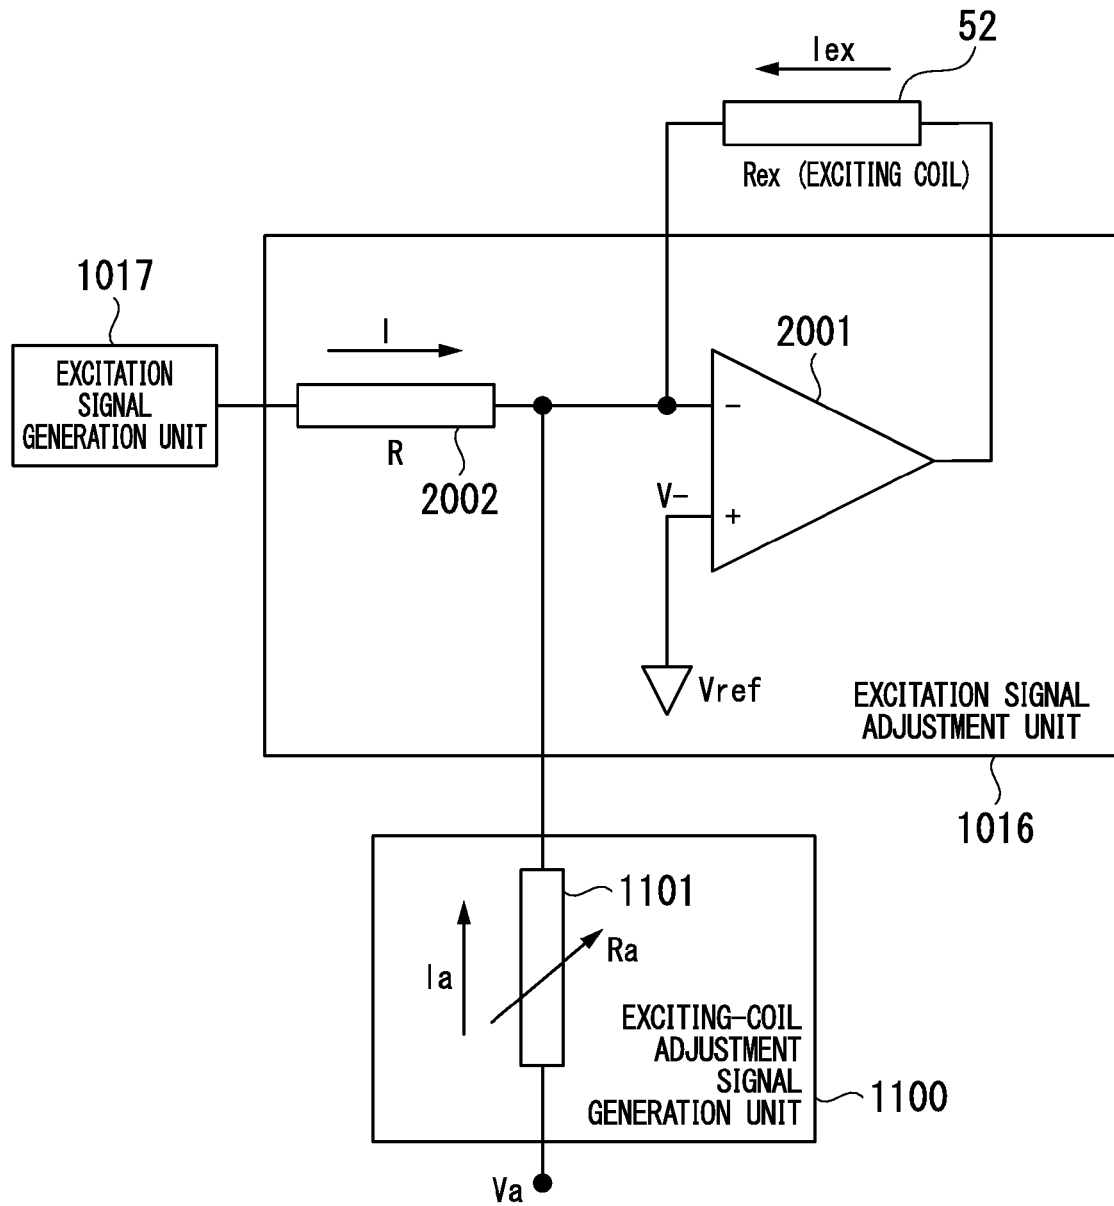 52
Iex
Rex (EXCITING COIL)
1017
EXCITATION
SIGNAL
GENERATION UNIT
I
R
2002
2001
−
V−
+
Vref
EXCITATION SIGNAL
ADJUSTMENT UNIT
1016
1101
Ra
Ia
EXCITING-COIL
ADJUSTMENT
SIGNAL
GENERATION UNIT
1100
Va